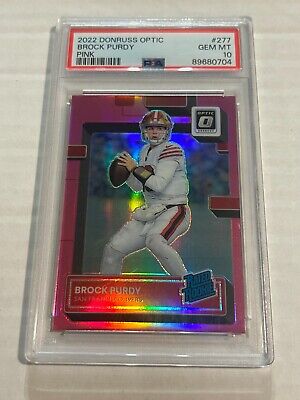 2022 DONRUSS OPTIC #277
BROCK PURDY GEM MT
PINK 10
PSA 89680704
OPTIC
BROCK PURDY
SAN FRANCISCO 49ERS
RATED
ROOKIE